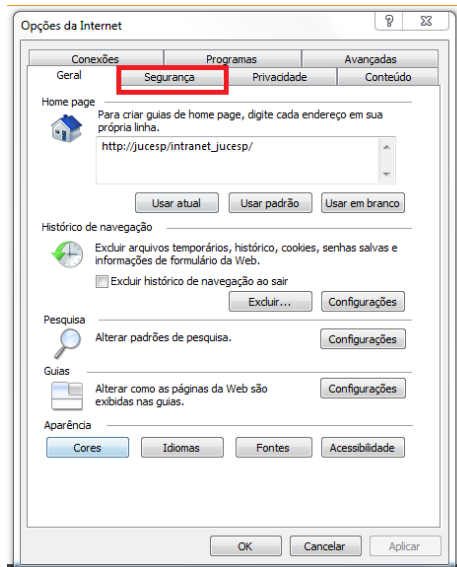 Opções da Internet
Conexões Programas Avançadas
Geral Segurança Privacidade Conteúdo
Home page
Para criar guias de home page, digite cada endereço em sua
própria linha.
http://jucesp/intranet_jucesp/
Usar atual Usar padrão Usar em branco
Histórico de navegação
Excluir arquivos temporários, histórico, cookies, senhas salvas e
informações de formulário da Web.
Excluir histórico de navegação ao sair
Excluir... Configurações
Pesquisa
Alterar padrões de pesquisa. Configurações
Guias
Alterar como as páginas da Web são
exibidas nas guias. Configurações
Aparência
Cores Idiomas Fontes Acessibilidade
OK Cancelar Aplicar